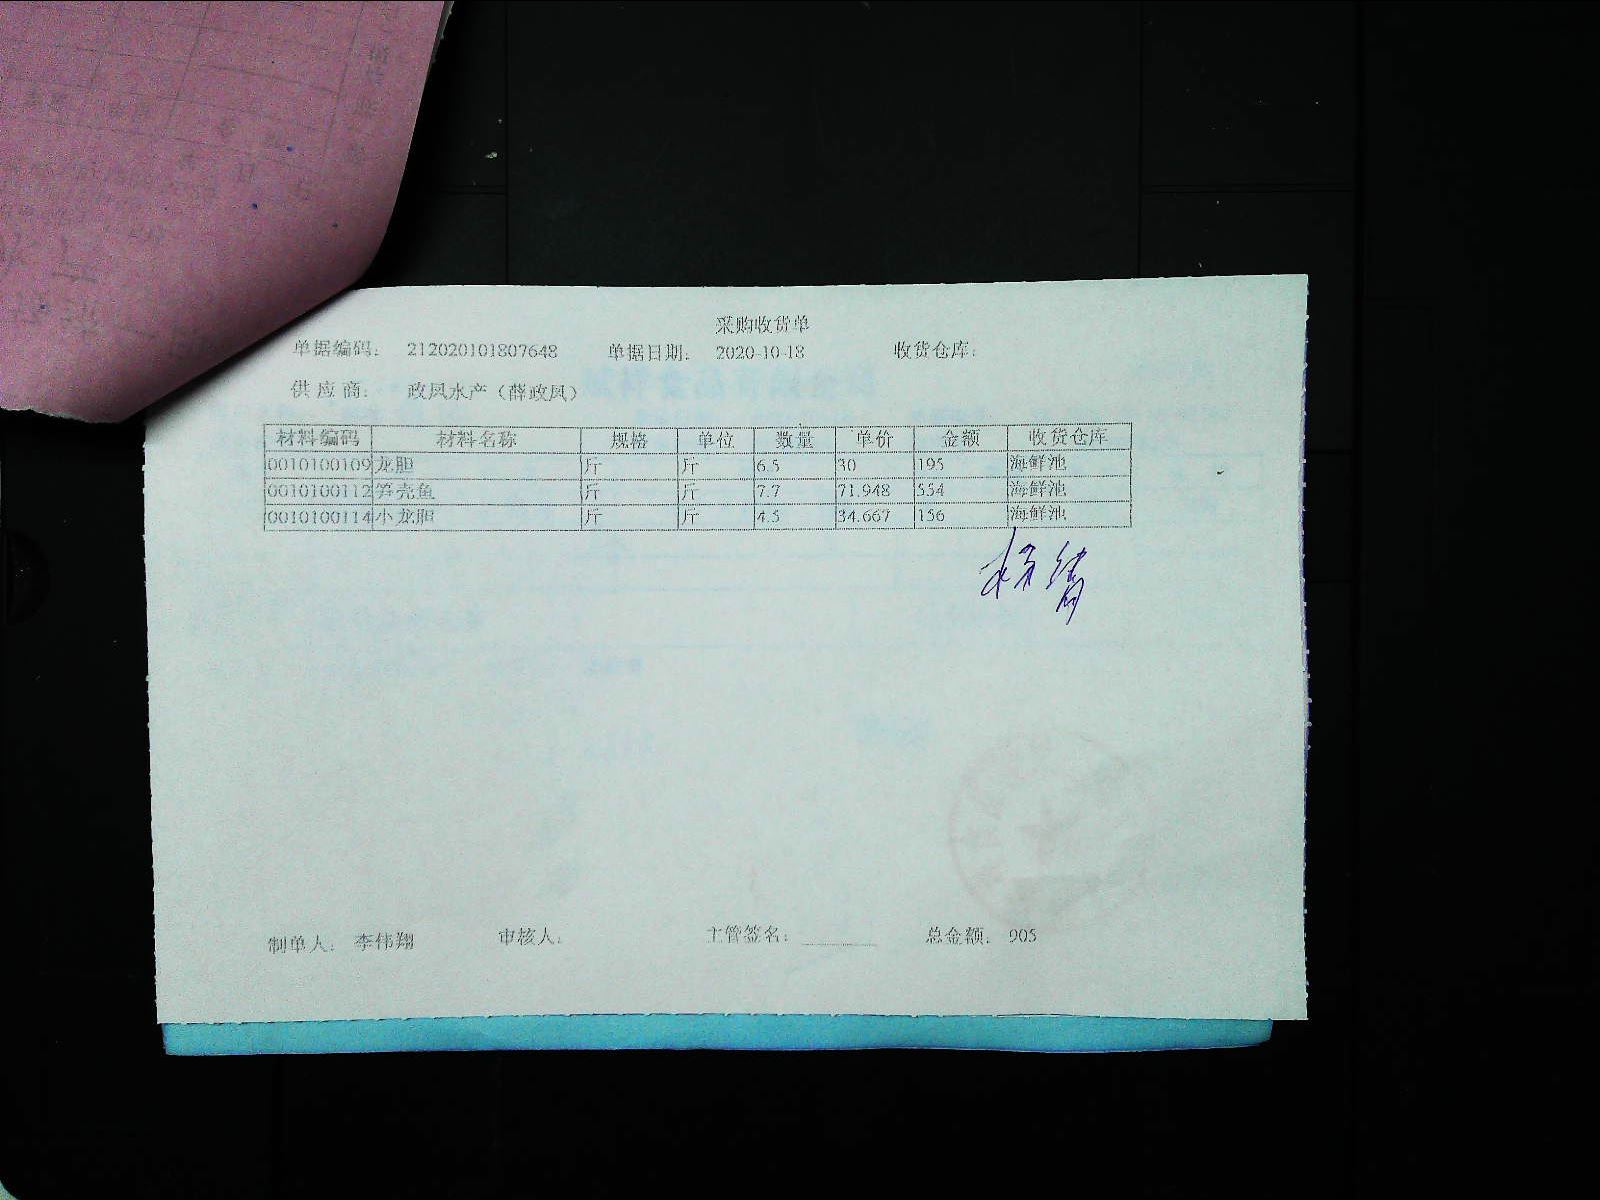 采购收货单
单据编码： 212020101807648 单据日期： 2020-10-18 收货仓库：
供应商： 政凤水产（薛政凤）
材料编码 材料名称 规格 单位 数量 单价 金额 收货仓库
0010100109 龙胆 斤 斤 6.5 30 195 海鲜池
0010100112 笋壳鱼 斤 斤 7.7 71.948 554 海鲜池
0010100114 小龙胆 斤 斤 4.5 34.667 156 海鲜池
制单人： 李伟翔 审核人： 主管签名： 总金额： 905